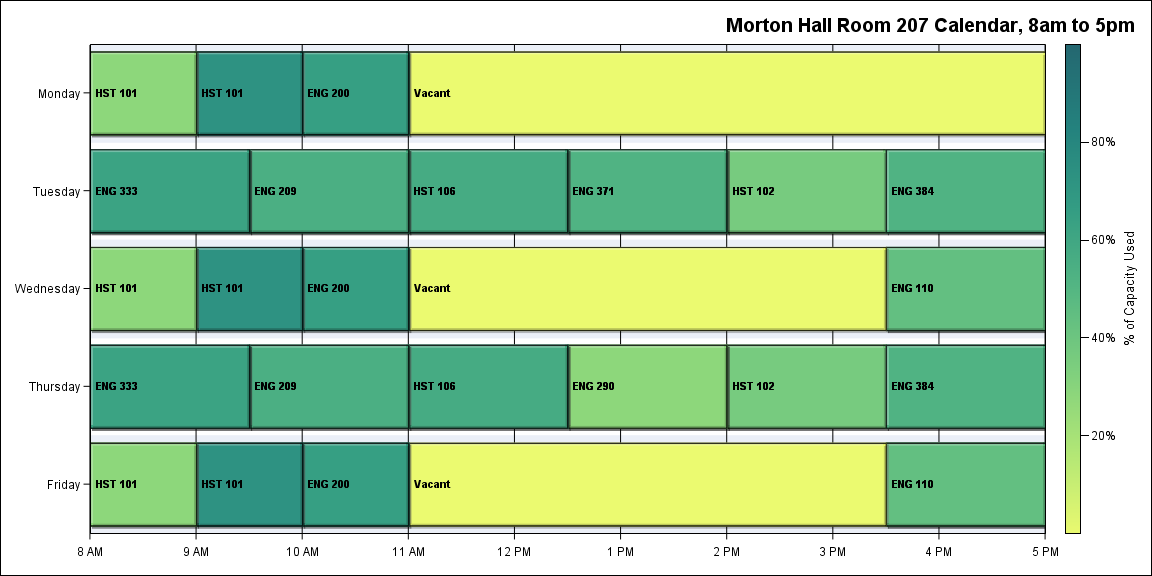 Morton Hall Room 207 Calendar, 8am to 5pm
Monday
HST 101
HST 101
ENG 200
Vacant
Tuesday
ENG 333
ENG 209
HST 106
ENG 371
HST 102
ENG 384
Wednesday
HST 101
HST 101
ENG 200
Vacant
ENG 110
Thursday
ENG 333
ENG 209
HST 106
ENG 290
HST 102
ENG 384
Friday
HST 101
HST 101
ENG 200
Vacant
ENG 110
8 AM
9 AM
10 AM
11 AM
12 PM
1 PM
2 PM
3 PM
4 PM
5 PM
80%
60%
40%
20%
% of Capacity Used